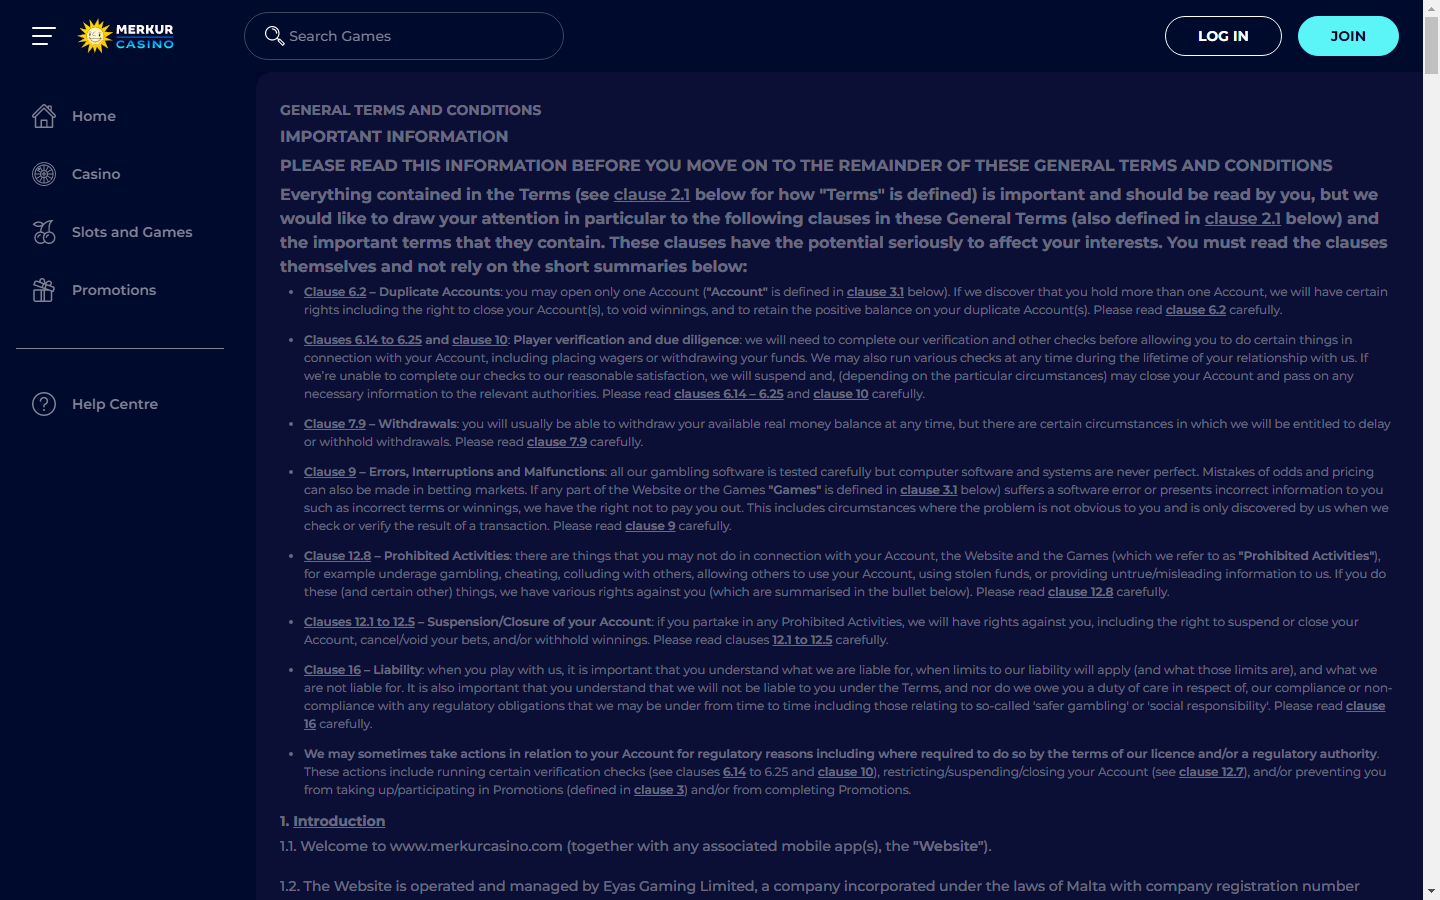 MERKUR
CASINO
Search Games
LOG IN
JOIN
Home
Casino
Slots and Games
Promotions
Help Centre
GENERAL TERMS AND CONDITIONS
IMPORTANT INFORMATION
PLEASE READ THIS INFORMATION BEFORE YOU MOVE ON TO THE REMAINDER OF THESE GENERAL TERMS AND CONDITIONS
Everything contained in the Terms (see clause 2.1 below for how "Terms" is defined) is important and should be read by you, but we
would like to draw your attention in particular to the following clauses in these General Terms (also defined in clause 2.1 below) and
the important terms that they contain. These clauses have the potential seriously to affect your interests. You must read the clauses
themselves and not rely on the short summaries below:
• Clause 6.2 – Duplicate Accounts: you may open only one Account ("Account" is defined in clause 3.1 below). If we discover that you hold more than one Account, we will have certain
rights including the right to close your Account(s), to void winnings, and to retain the positive balance on your duplicate Account(s). Please read clause 6.2 carefully.
• Clauses 6.14 to 6.25 and clause 10: Player verification and due diligence: we will need to complete our verification and other checks before allowing you to do certain things in
connection with your Account, including placing wagers or withdrawing your funds. We may also run various checks at any time during the lifetime of your relationship with us. If
we're unable to complete our checks to our reasonable satisfaction, we will suspend and, (depending on the particular circumstances) may close your Account and pass on any
necessary information to the relevant authorities. Please read clauses 6.14 – 6.25 and clause 10 carefully.
• Clause 7.9 – Withdrawals: you will usually be able to withdraw your available real money balance at any time, but there are certain circumstances in which we will be entitled to delay
or withhold withdrawals. Please read clause 7.9 carefully.
• Clause 9 – Errors, Interruptions and Malfunctions: all our gambling software is tested carefully but computer software and systems are never perfect. Mistakes of odds and pricing
can also be made in betting markets. If any part of the Website or the Games "Games" is defined in clause 3.1 below) suffers a software error or presents incorrect information to you
such as incorrect terms or winnings, we have the right not to pay you out. This includes circumstances where the problem is not obvious to you and is only discovered by us when we
check or verify the result of a transaction. Please read clause 9 carefully.
• Clause 12.8 – Prohibited Activities: there are things that you may not do in connection with your Account, the Website and the Games (which we refer to as "Prohibited Activities"),
for example underage gambling, cheating, colluding with others, allowing others to use your Account, using stolen funds, or providing untrue/misleading information to us. If you do
these (and certain other) things, we have various rights against you (which are summarised in the bullet below). Please read clause 12.8 carefully.
• Clauses 12.1 to 12.5 – Suspension/Closure of your Account: if you partake in any Prohibited Activities, we will have rights against you, including the right to suspend or close your
Account, cancel/void your bets, and/or withhold winnings. Please read clauses 12.1 to 12.5 carefully.
• Clause 16 – Liability: when you play with us, it is important that you understand what we are liable for, when limits to our liability will apply (and what those limits are), and what we
are not liable for. It is also important that you understand that we will not be liable to you under the Terms, and nor do we owe you a duty of care in respect of, our compliance or non-
compliance with any regulatory obligations that we may be under from time to time including those relating to so-called 'safer gambling' or 'social responsibility'. Please read clause
16 carefully.
• We may sometimes take actions in relation to your Account for regulatory reasons including where required to do so by the terms of our licence and/or a regulatory authority.
These actions include running certain verification checks (see clauses 6.14 to 6.25 and clause 10), restricting/suspending/closing your Account (see clause 12.7), and/or preventing you
from taking up/participating in Promotions (defined in clause 3) and/or from completing Promotions.
1. Introduction
1.1. Welcome to www.merkurcasino.com (together with any associated mobile app(s), the "Website").
1.2. The Website is operated and managed by Eyas Gaming Limited, a company incorporated under the laws of Malta with company registration number